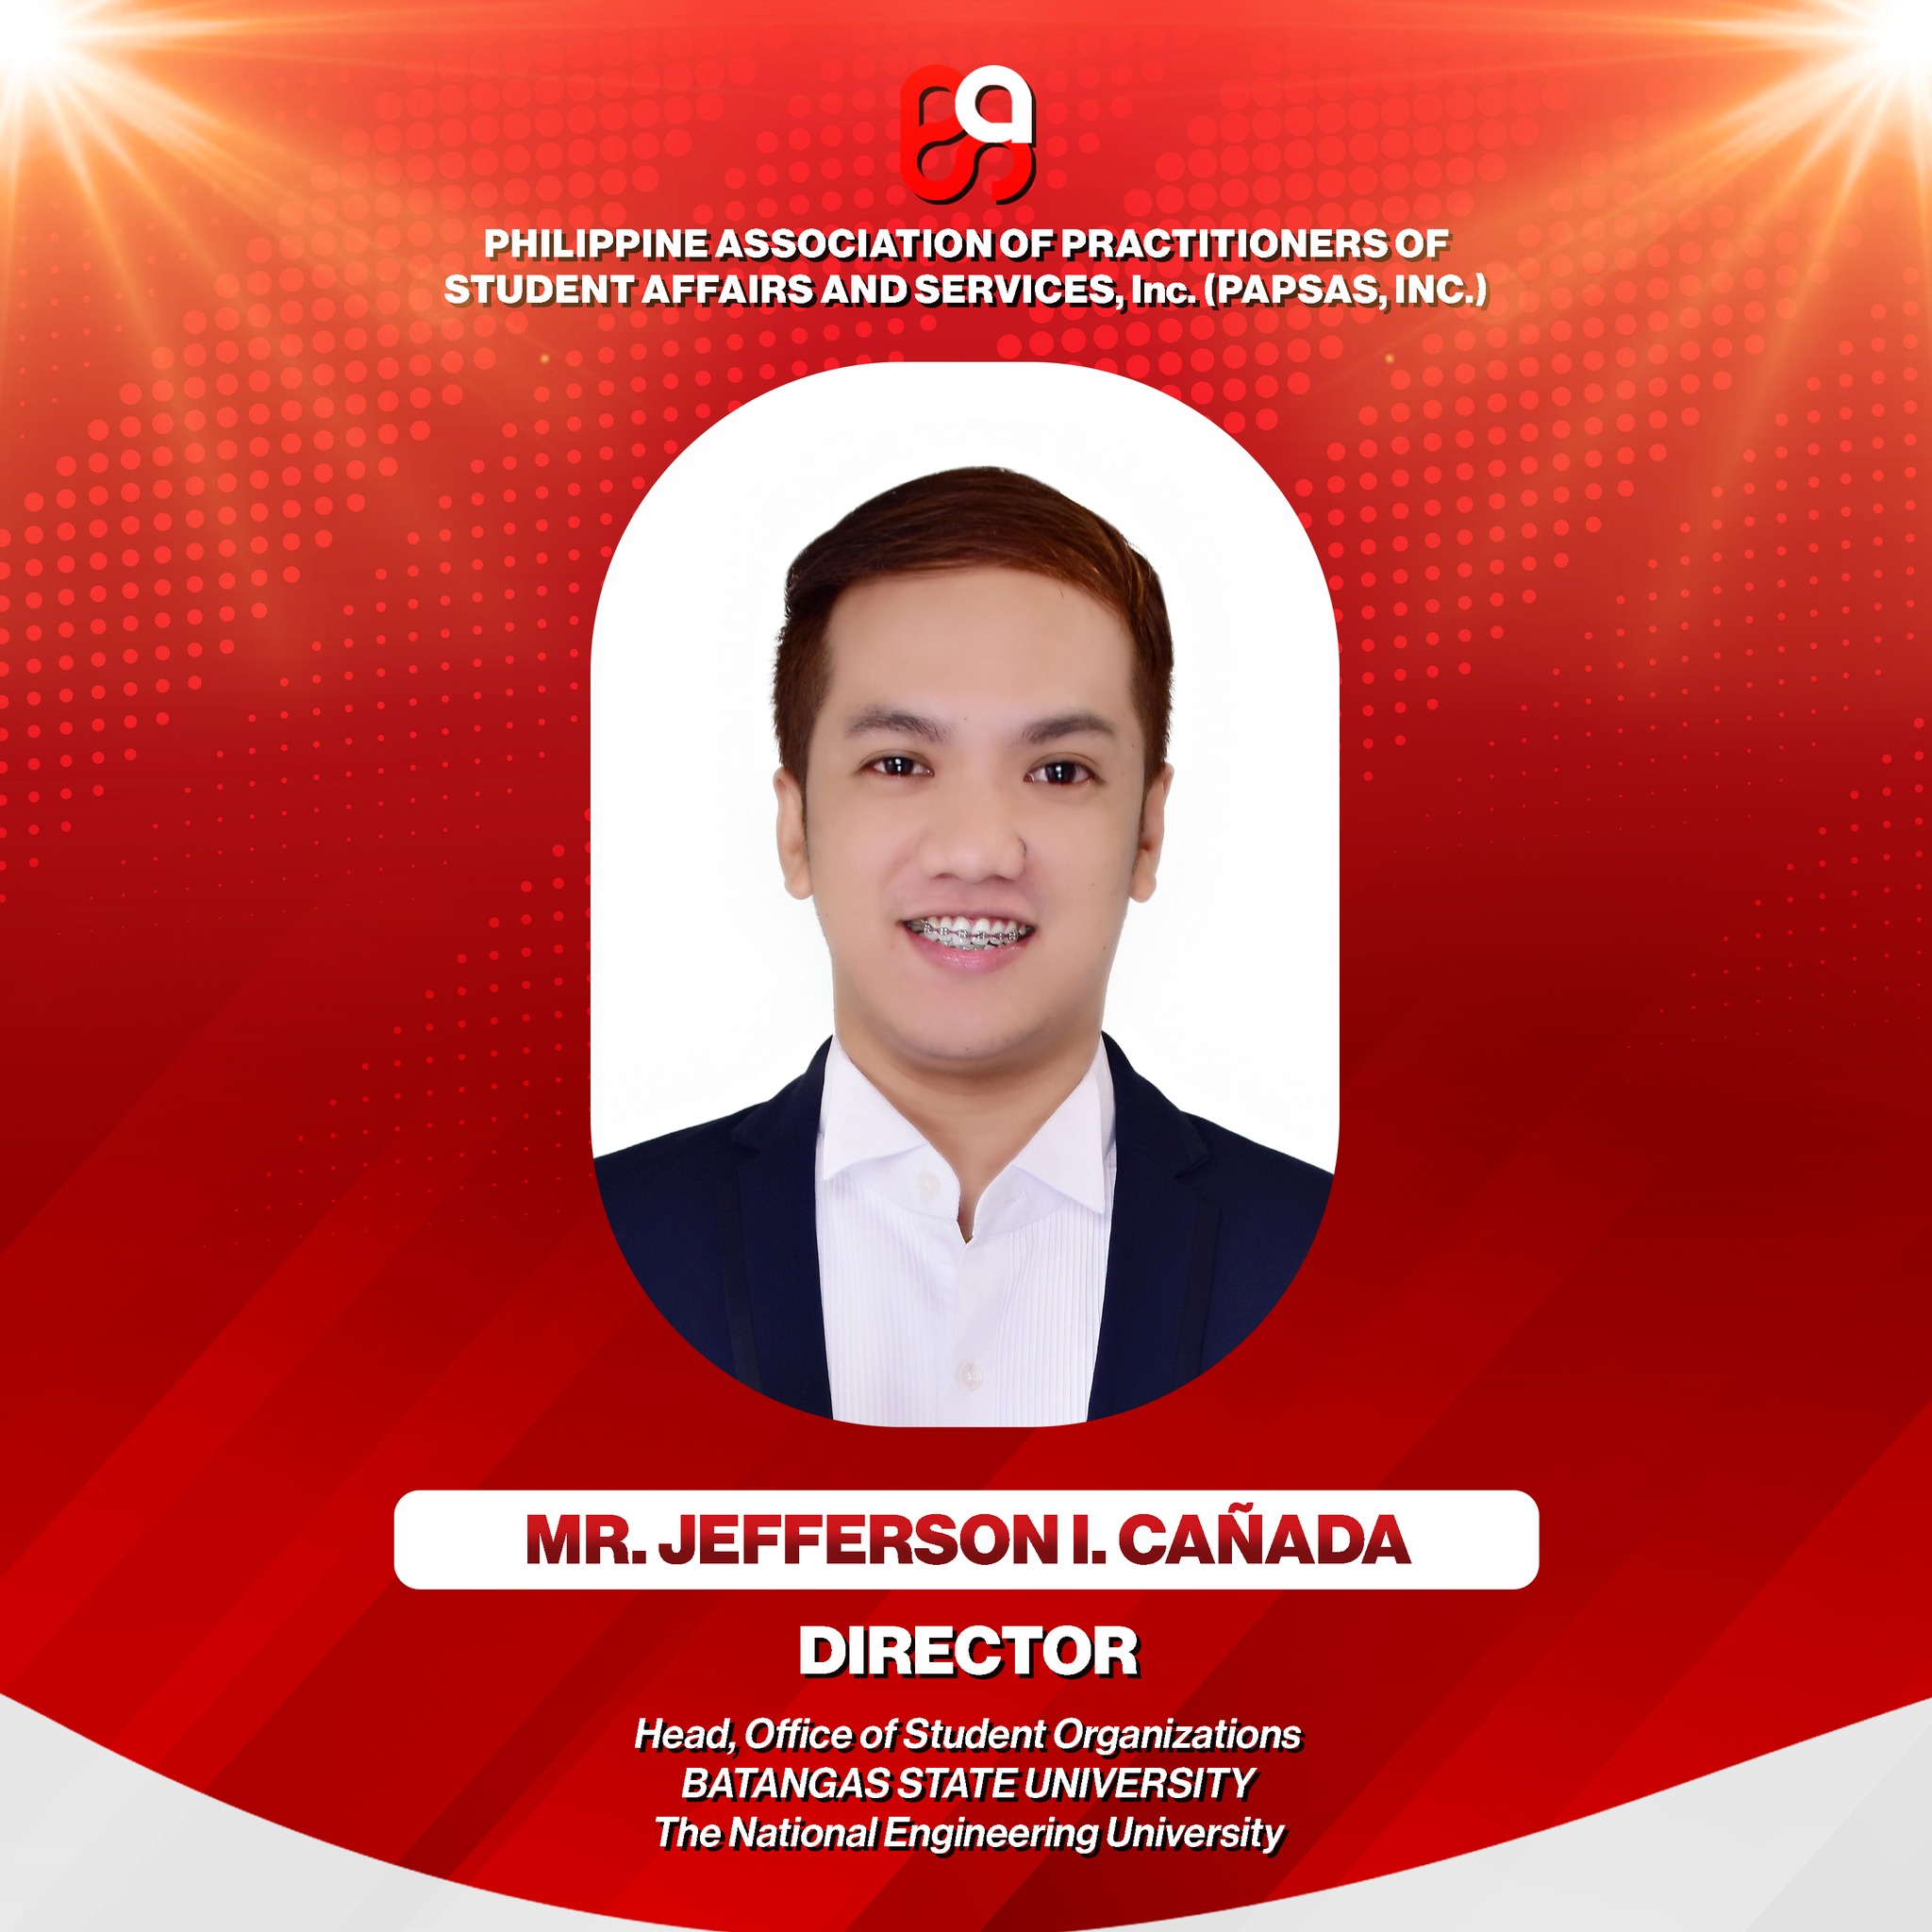 PHILIPPINE ASSOCIATION OF PRACTITIONERS OF
STUDENT AFFAIRS AND SERVICES, Inc. (PAPSAS, INC.)
MR. JEFFERSON I. CAÑADA
DIRECTOR
Head, Office of Student Organizations
BATANGAS STATE UNIVERSITY
The National Engineering University